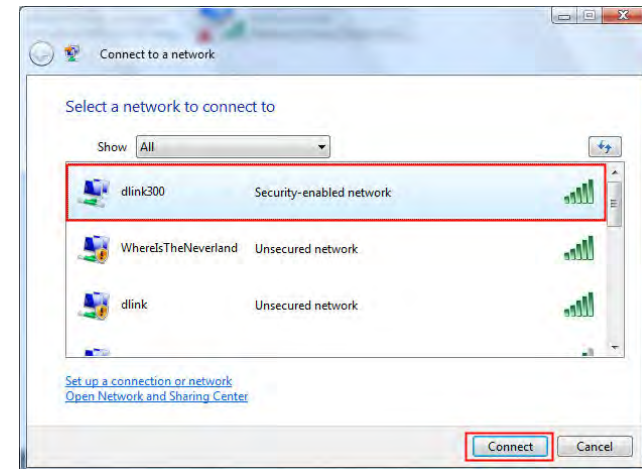 Connect to a network
Select a network to connect to
Show All
dlink300 Security-enabled network
WhereIsTheNeverland Unsecured network
dlink Unsecured network
Set up a connection or network
Open Network and Sharing Center
Connect Cancel